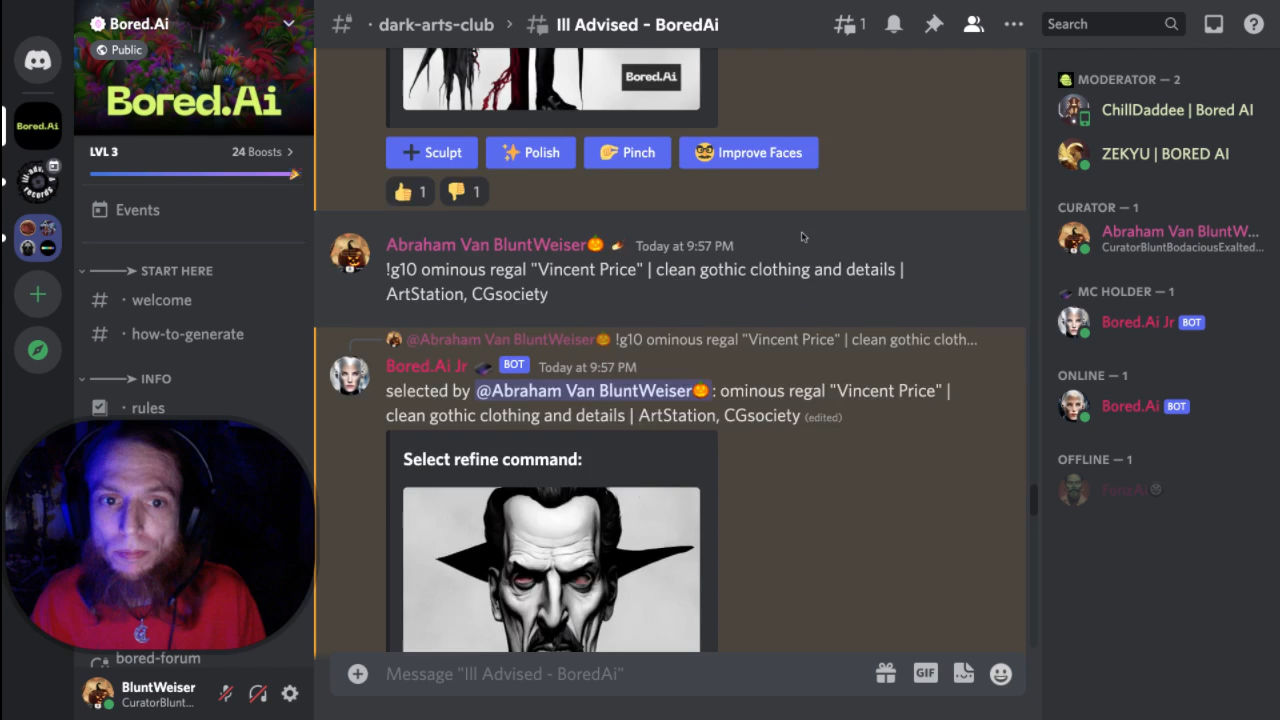 Bored.Ai
Public
Bored.Ai
LVL 3
24 Boosts
Events
START HERE
welcome
how-to-generate
INFO
rules
bored-forum
BluntWeiser
CuratorBlunt...
Bored.Ai
dark-arts-club
Ill Advised - BoredAi
1
Search
Bored.Ai
Sculpt
Polish
Pinch
Improve Faces
1
1
Abraham Van BluntWeiser🎃 Today at 9:57 PM
!g10 ominous regal "Vincent Price" | clean gothic clothing and details |
ArtStation, CGsociety
@Abraham Van BluntWeiser🎃 !g10 ominous regal "Vincent Price" | clean gothic cloth...
Bored.Ai Jr BOT Today at 9:57 PM
selected by @Abraham Van BluntWeiser🎃: ominous regal "Vincent Price" |
clean gothic clothing and details | ArtStation, CGsociety (edited)
Select refine command:
Message "Ill Advised - BoredAi"
GIF
MODERATOR — 2
ChillDaddee | Bored AI
ZEKYU | BORED AI
CURATOR — 1
Abraham Van BluntW...
CuratorBluntBodaciousExalted...
MC HOLDER — 1
Bored.Ai Jr BOT
ONLINE — 1
Bored.Ai BOT
OFFLINE — 1
FonzAi